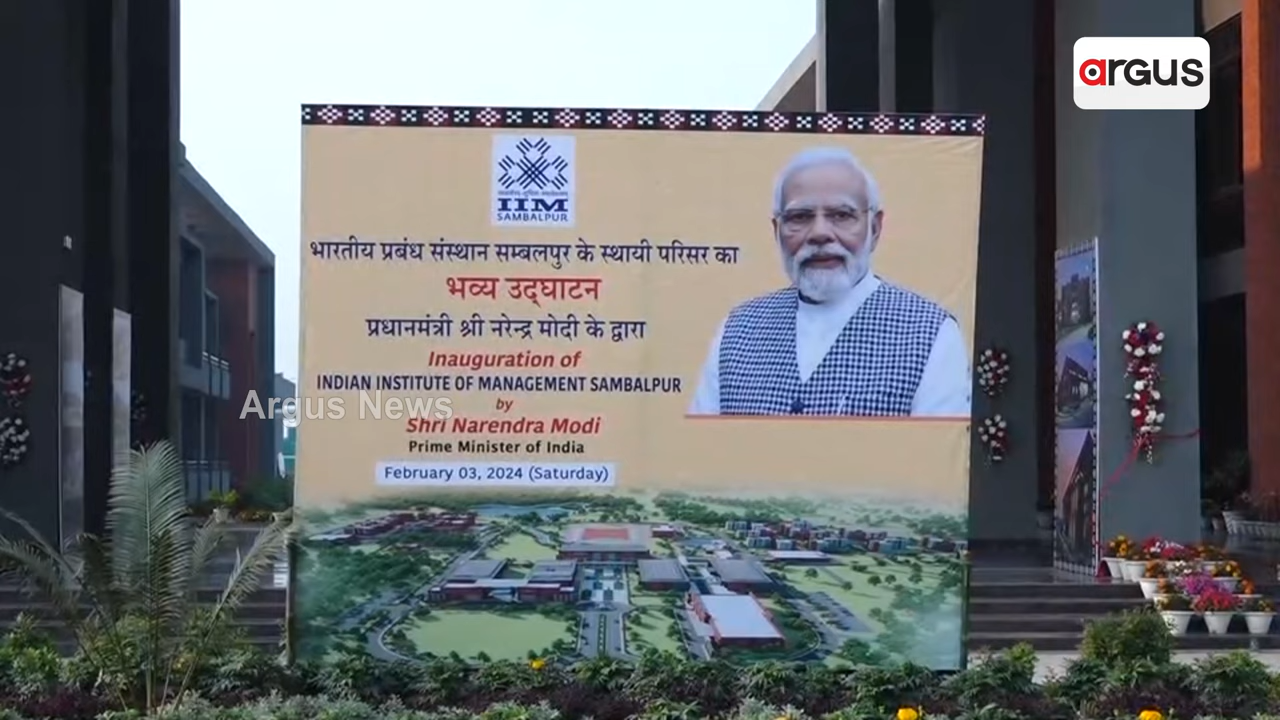 argus
IIM
SAMBALPUR
भारतीय प्रबंध संस्थान सम्बलपुर के स्थायी परिसर का
भव्य उद्घाटन
प्रधानमंत्री श्री नरेन्द्र मोदी के द्वारा
Inauguration of
INDIAN INSTITUTE OF MANAGEMENT SAMBALPUR
Argus News
by
Shri Narendra Modi
Prime Minister of India
February 03, 2024 (Saturday)